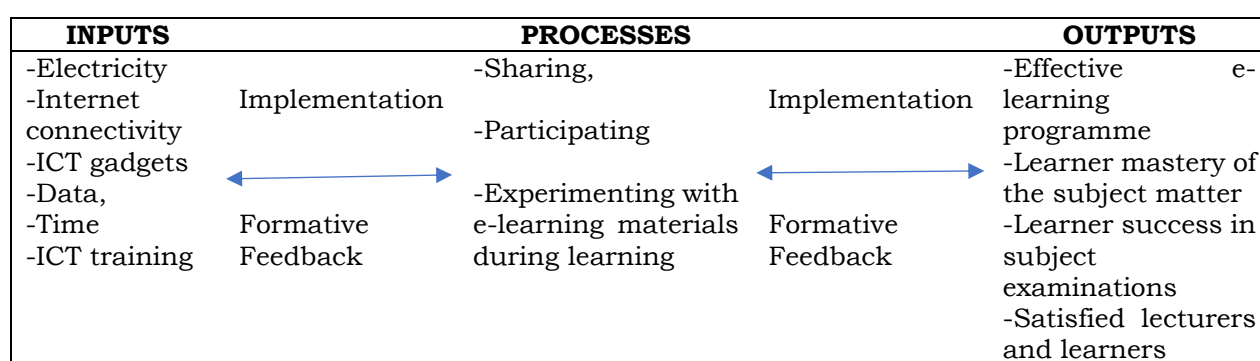 INPUTS PROCESSES OUTPUTS
-Electricity
-Internet
connectivity
-ICT gadgets
-Data,
-Time
-ICT training
Implementation
Formative
Feedback
-Sharing,
-Participating
-Experimenting with
e-learning materials
during learning
Implementation
Formative
Feedback
-Effective e-
learning
programme
-Learner mastery of
the subject matter
-Learner success in
subject
examinations
-Satisfied lecturers
and learners